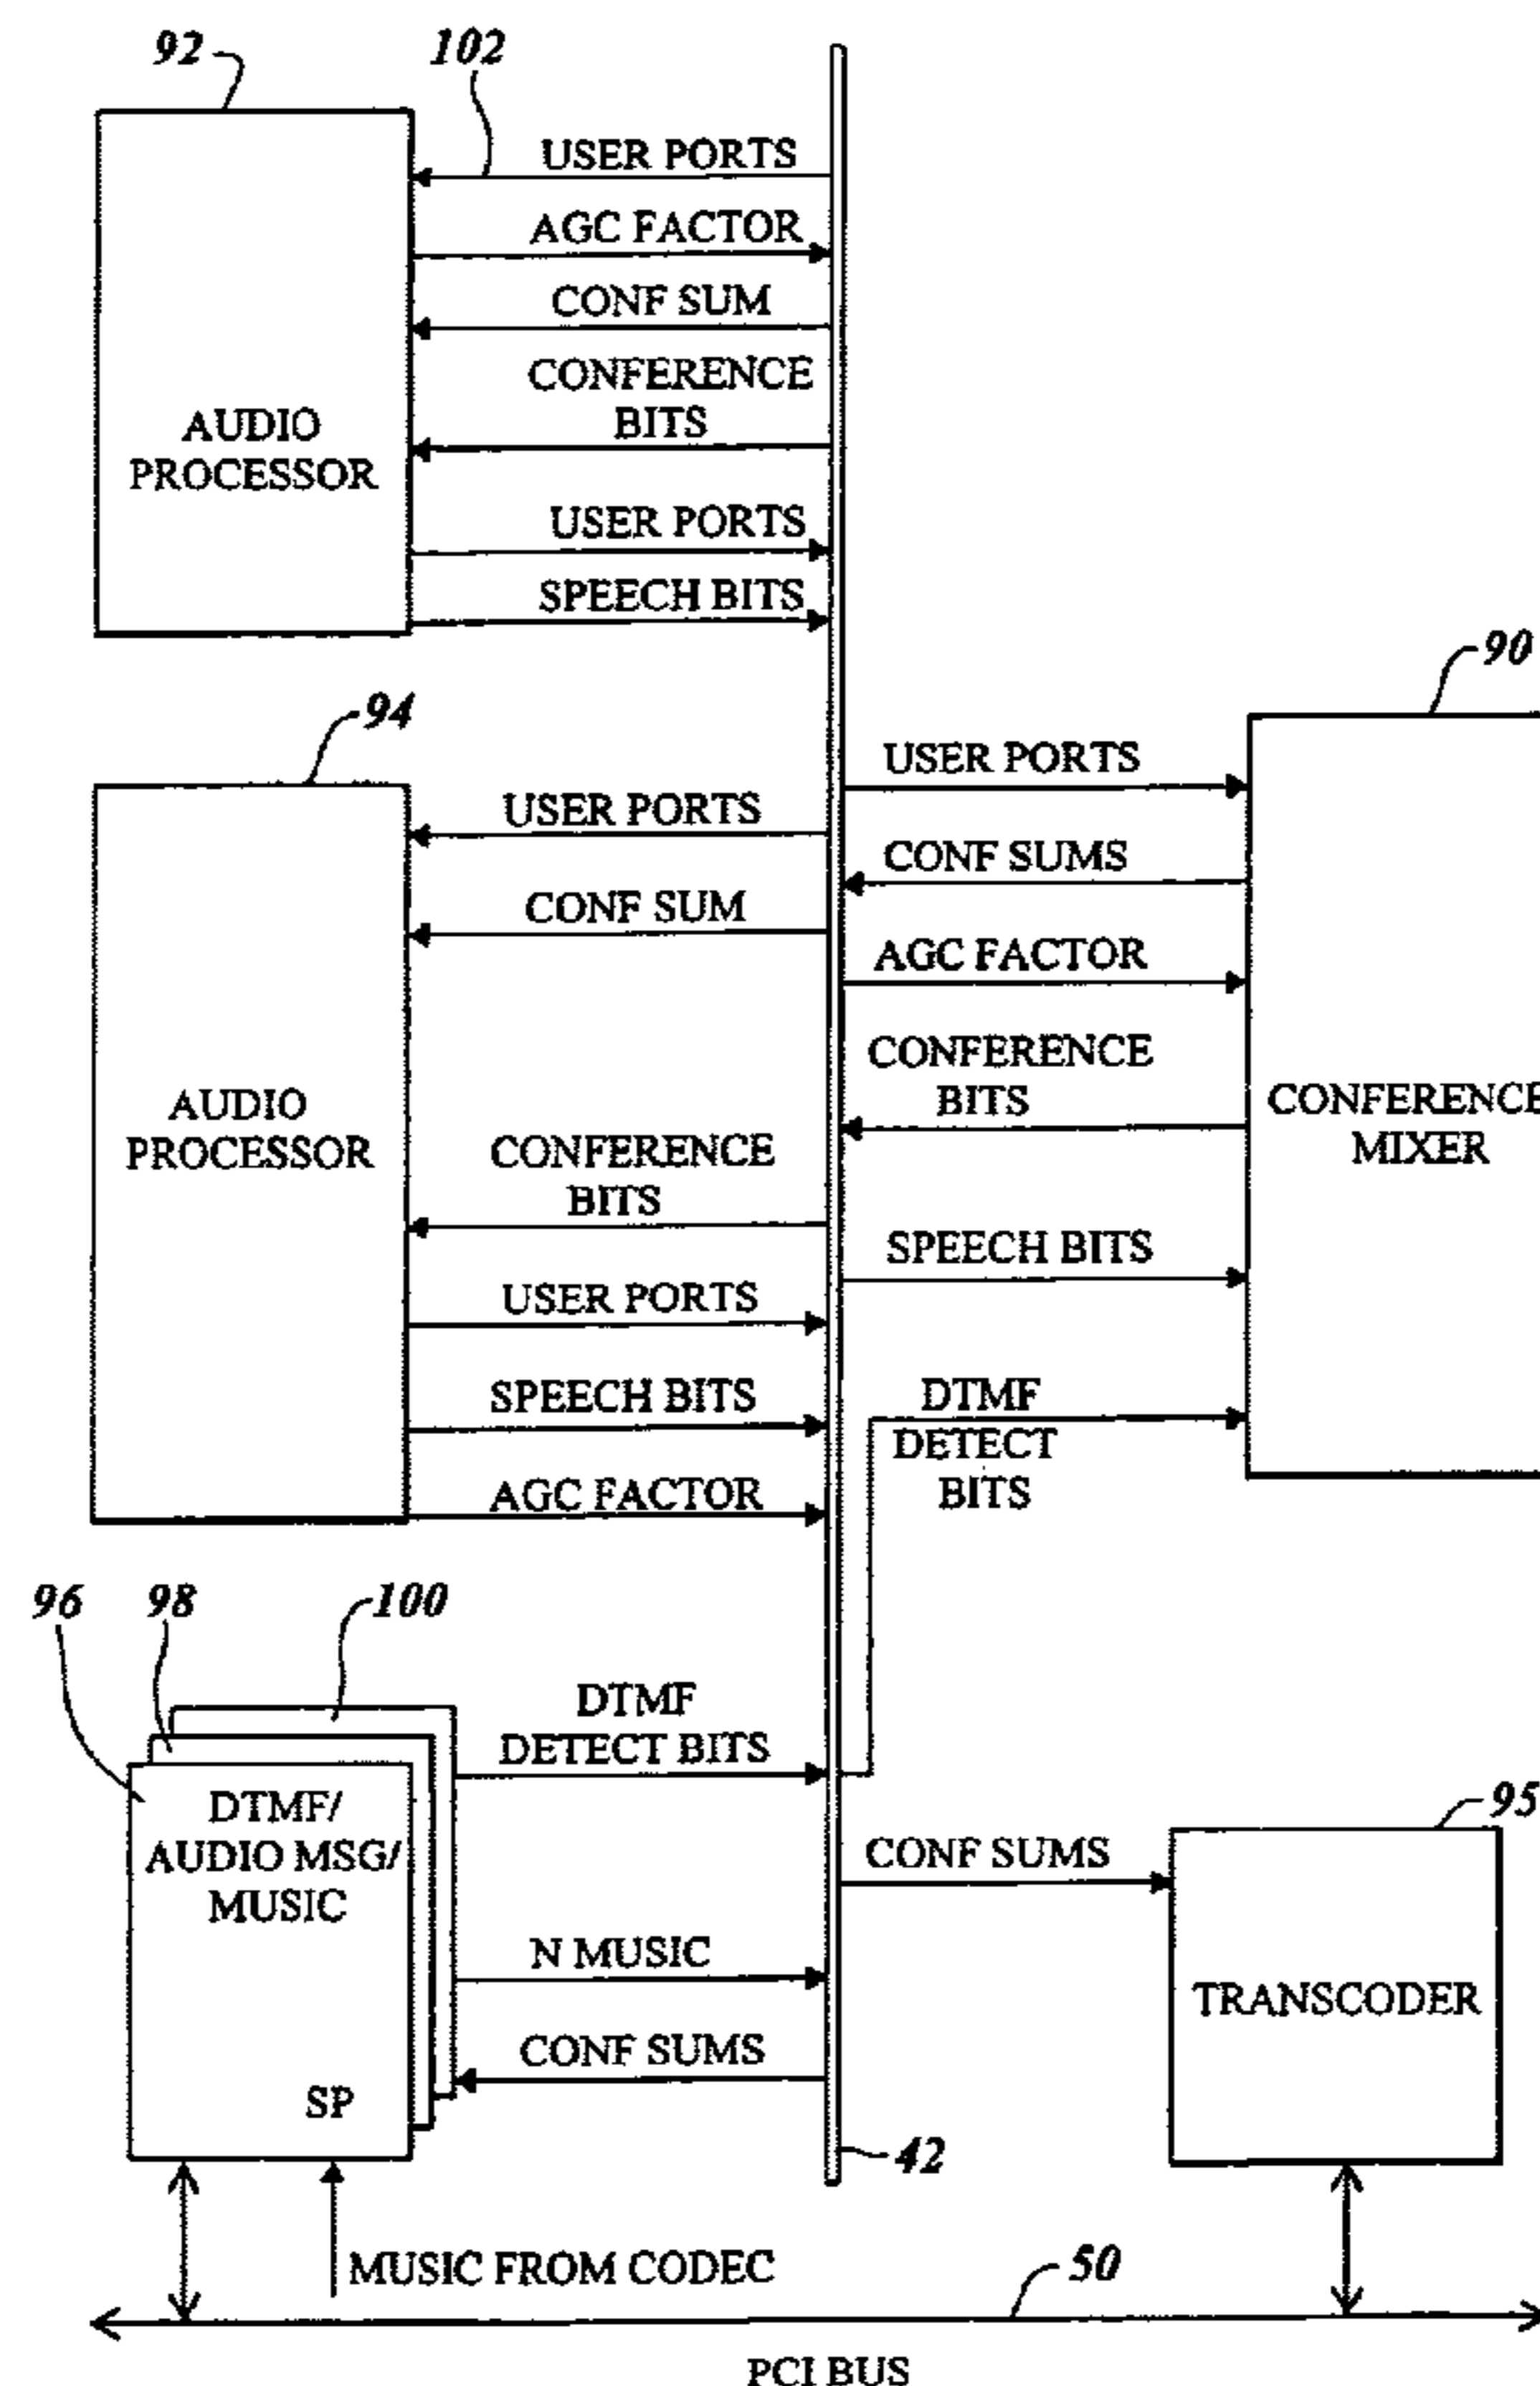 92
102
USER PORTS
AGC FACTOR
CONF SUM
CONFERENCE
BITS
AUDIO
PROCESSOR
USER PORTS
SPEECH BITS
90
94
USER PORTS
USER PORTS
CONF SUMS
CONF SUM
AGC FACTOR
CONFERENCE
BITS
CONFERENCE
MIXER
AUDIO
PROCESSOR
CONFERENCE
BITS
SPEECH BITS
USER PORTS
SPEECH BITS
DTMF
DETECT
BITS
AGC FACTOR
96
98
100
DTMF
DETECT BITS
DTMF/
AUDIO MSG/
MUSIC
95
CONF SUMS
N MUSIC
TRANSCODER
CONF SUMS
SP
42
MUSIC FROM CODEC
50
PCI BUS